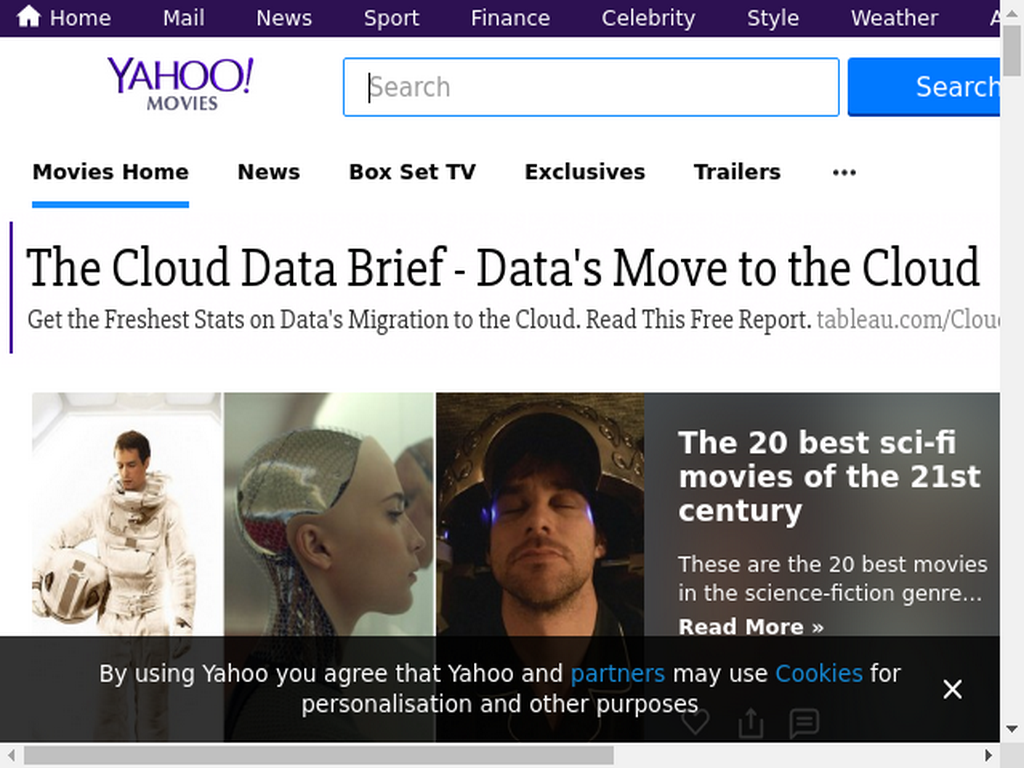 Home Mail News Sport Finance Celebrity Style Weather
YAHOO!
MOVIES
Search
Search
Movies Home News Box Set TV Exclusives Trailers ...
The Cloud Data Brief - Data's Move to the Cloud
Get the Freshest Stats on Data's Migration to the Cloud. Read This Free Report. tableau.com/Clou
The 20 best sci-fi
movies of the 21st
century
These are the 20 best movies
in the science-fiction genre...
Read More »
By using Yahoo you agree that Yahoo and partners may use Cookies for
personalisation and other purposes